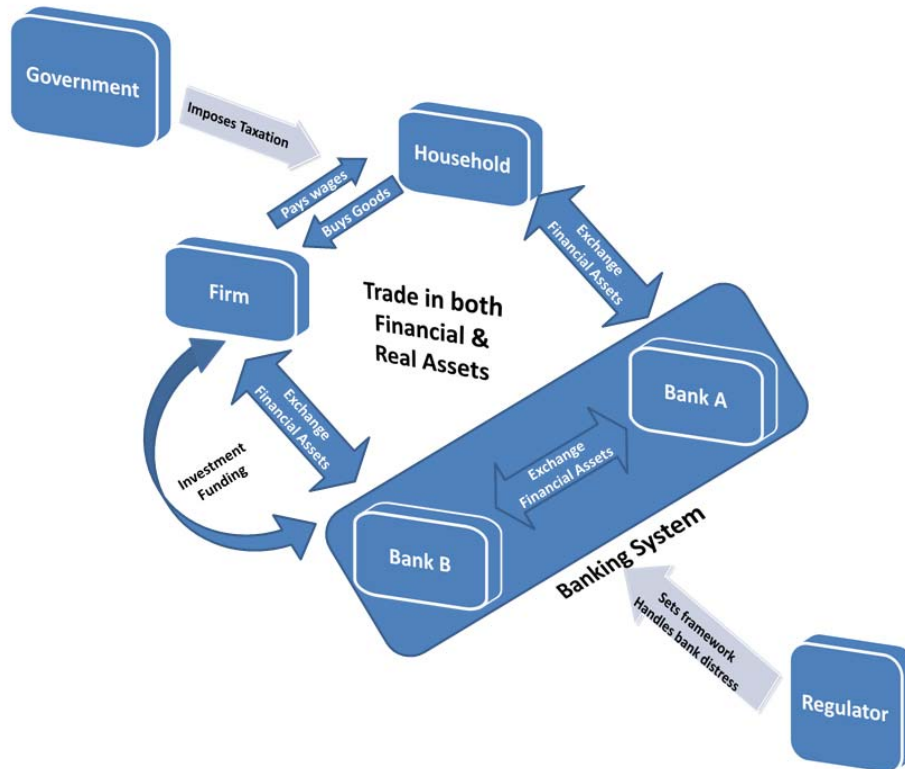 Government
Imposes Taxation
Household
Pays wages
Buys Goods
Exchange
Financial Assets
Firm
Trade in both
Financial &
Real Assets
Exchange
Financial Assets
Bank A
Exchange
Financial Assets
Investment
Funding
Bank B
Banking System
Sets framework
Handles bank distress
Regulator